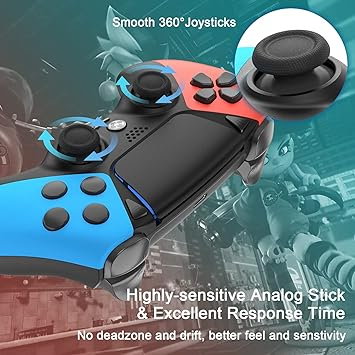 Smooth 360°Joysticks
Highly-sensitive Analog Stick
& Excellent Response Time
No deadzone and drift, better feel and senstivity